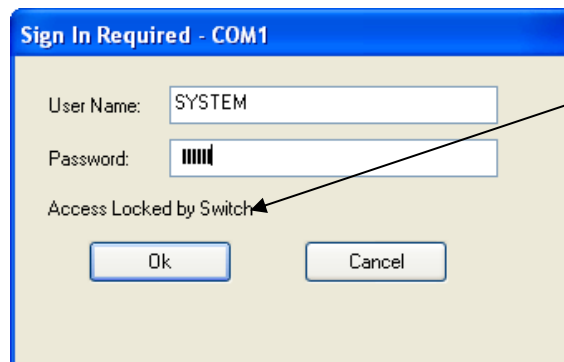 Sign In Required - COM1
User Name: SYSTEM
Password:
Access Locked by Switch
Ok Cancel